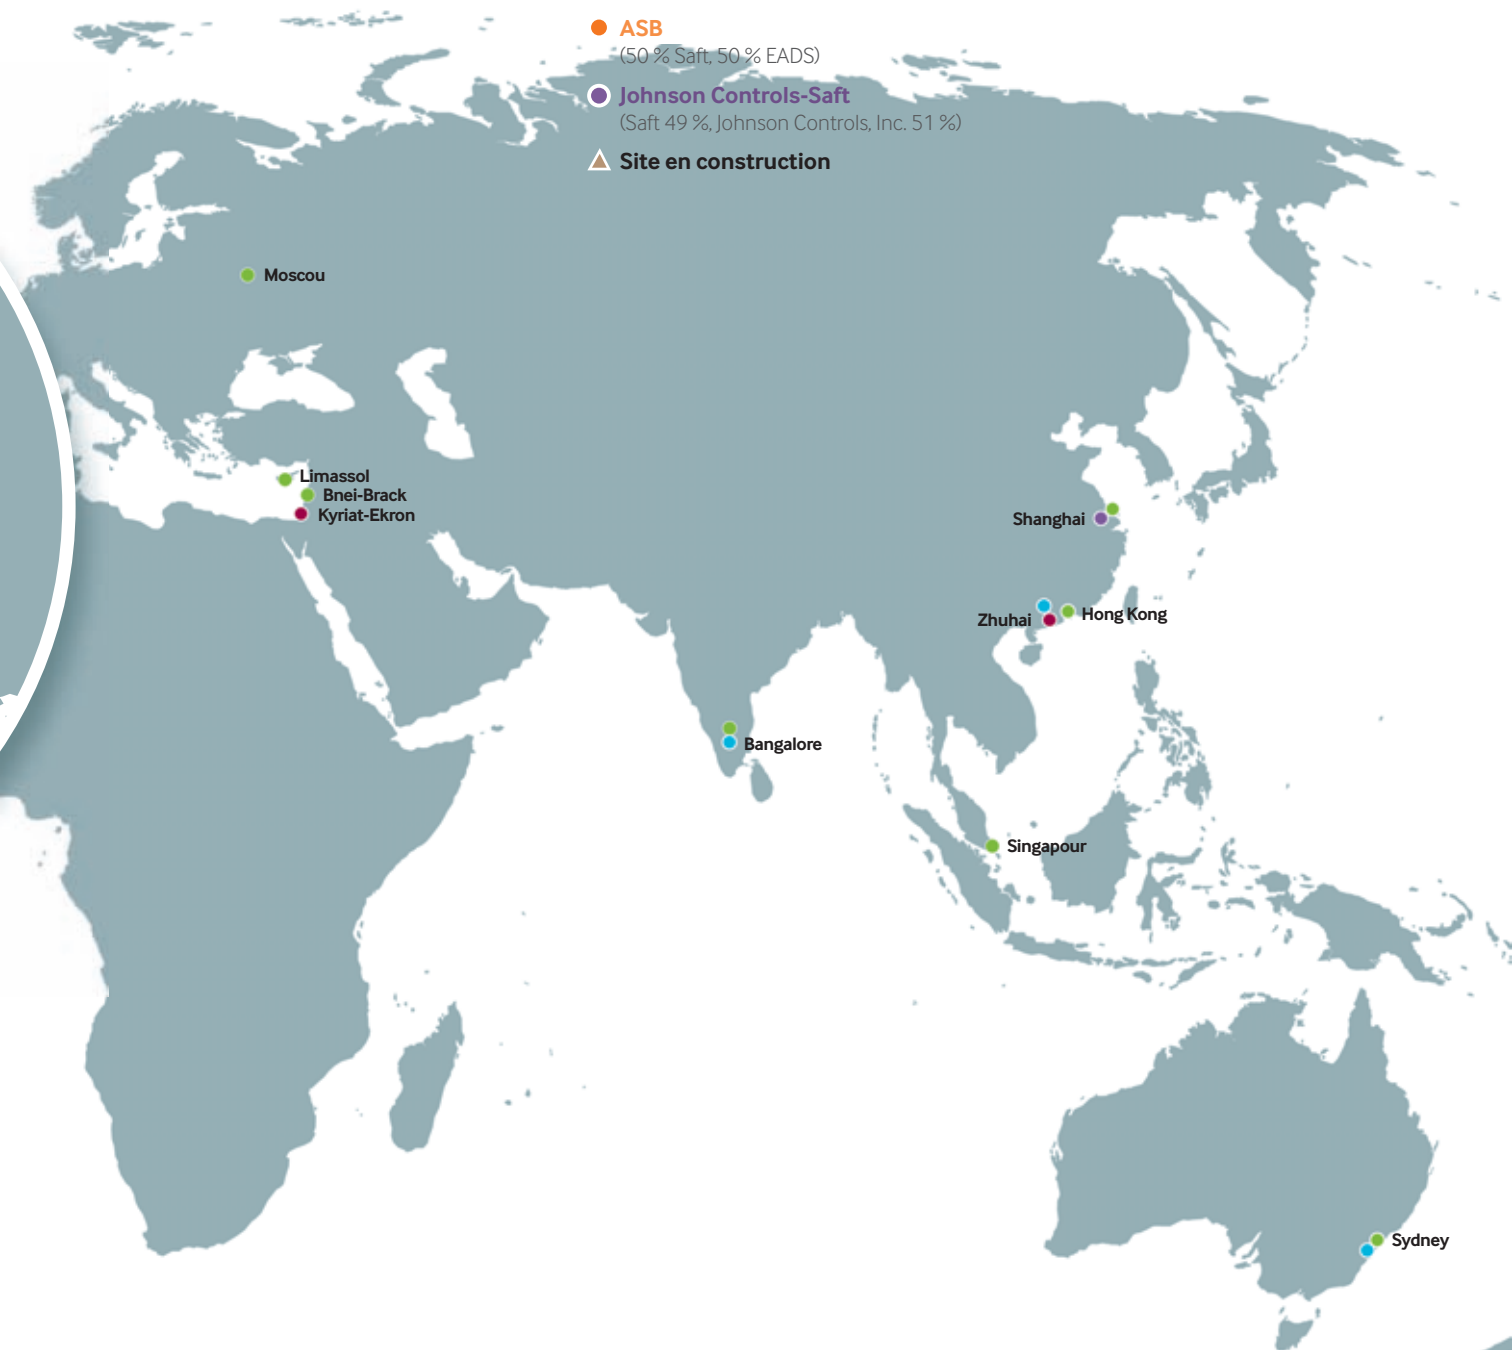 ASB
(50 % Saft, 50 % EADS)
Johnson Controls-Saft
(Saft 49 %, Johnson Controls, Inc. 51 %)
Site en construction
Moscou
Limassol
Bnei-Brack
Kyriat-Ekron
Shanghai
Zhuhai
Hong Kong
Bangalore
Singapour
Sydney